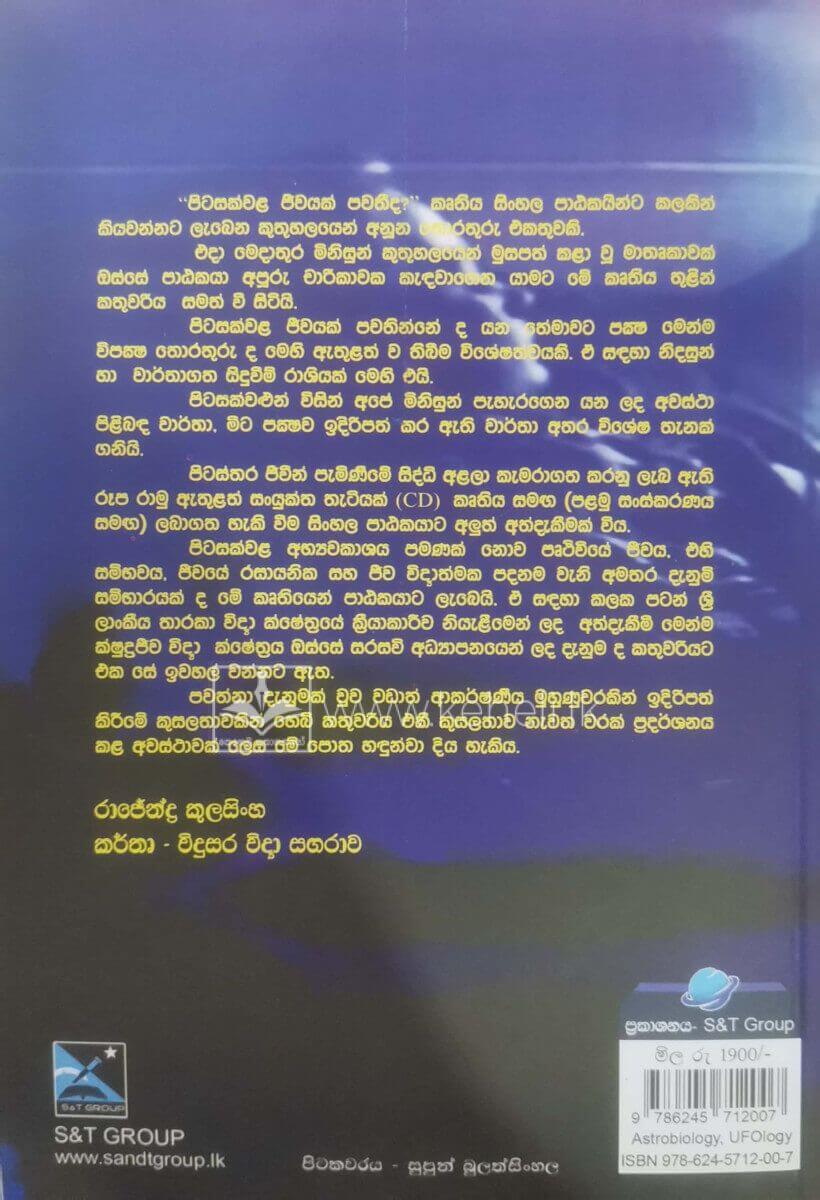 “පිටසක්වළ ජීවයක් පවතීද?” කෘතිය සිංහල පාඨකයින්ට කලකින්
කියවන්නට ලැබෙන කුතුහලයෙන් අනූන තොරතුරු එකතුවකි.
එදා මෙදාතුර මිනිසුන් කුතුහලයෙන් මුසපත් කළා වූ මාතෘකාවක්
ඔස්සේ පාඨකයා අපූරු චාරිකාවක කැඳවාගෙන යාමට මේ කෘතිය තුළින්
කතුවරිය සමත් වී සිටියි.
පිටසක්වළ ජීවයක් පවතින්නේ ද යන තේමාවට පක්‍ෂ මෙන්ම
විපක්‍ෂ තොරතුරු ද මෙහි ඇතුළත් ව තිබීම විශේෂත්වයකි. ඒ සඳහා නිදසුන්
හා වාර්තාගත සිදුවීම් රාශියක් මෙහි එයි.
පිටසක්වළුන් විසින් අපේ මිනිසුන් පැහැරගෙන යන ලද අවස්ථා
පිළිබඳ වාර්තා, මීට පක්‍ෂව ඉදිරිපත් කර ඇති වාර්තා අතර විශේෂ තැනක්
ගනියි.
පිටස්තර ජීවීන් පැමිණීමේ සිද්ධි අළලා කැමරාගත කරනු ලැබ ඇති
රූප රාමු ඇතුළත් සංයුක්ත තැටියක් (CD) කෘතිය සමඟ (පළමු සංස්කරණය
සමඟ) ලබාගත හැකි වීම සිංහල පාඨකයාට අලුත් අත්දැකීමක් විය.
පිටසක්වළ අභ්‍යවකාශය පමණක් නොව පෘථිවියේ ජීවය, එහි
සම්භවය, ජීවයේ රසායනික සහ ජීව විද්‍යාත්මක පදනම වැනි අමතර දැනුම්
සම්භාරයක් ද මේ කෘතියෙන් පාඨකයාට ලැබෙයි. ඒ සඳහා කලක පටන් ශ්‍රී
ලාංකීය තාරකා විද්‍යා ක්ෂේත්‍රයේ ක්‍රියාකාරීව නියැළීමෙන් ලද අත්දැකීම් මෙන්ම
ක්ෂුද්‍රජීව විද්‍යා ක්ෂේත්‍රය ඔස්සේ සරසවි අධ්‍යාපනයෙන් ලද දැනුම ද කතුවරියට
එක සේ ඉවහල් වන්නට ඇත.
පවත්නා දැනුමක් වුව වඩාත් ආකර්ෂණීය මුහුණුවරකින් ඉදිරිපත්
කිරීමේ කුසලතාවකින් හෙබි කතුවරිය එකී කුසලතාව නැවත වරක් ප්‍රදර්ශනය
කළ අවස්ථාවක් ලෙස මේ පොත හඳුන්වා දිය හැකිය.
www.kebeli.lk
රාජේන්ද්‍ර කුලසිංහ
කර්තෘ - විදුසර විද්‍යා සඟරාව
ප්‍රකාශනය- S&T Group
මිල රු 1900/-
9 786245 712007
Astrobiology, UFOlogy
ISBN 978-624-5712-00-7
S&T GROUP
S&T GROUP
www.sandtgroup.lk
පිටකවරය - සුපුන් බුලත්සිංහල